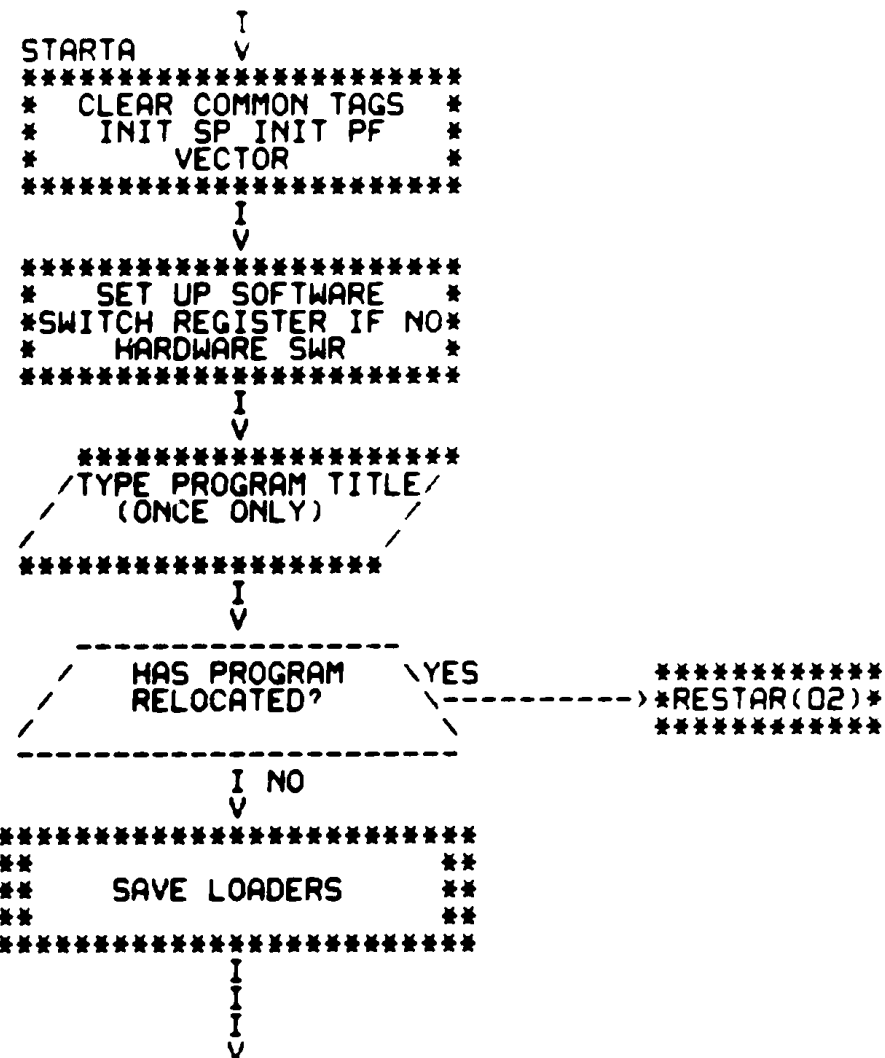 I
STARTA V
***********************
* CLEAR COMMON TAGS *
* INIT SP INIT PF *
* VECTOR *
***********************
I
V
***********************
* SET UP SOFTWARE *
*SWITCH REGISTER IF NO*
* HARDWARE SWR *
***********************
I
V
********************
/TYPE PROGRAM TITLE/
/ (ONCE ONLY) /
/ /
*******************
I
V
-----------------
/ HAS PROGRAM \YES ************
/ RELOCATED? \----------->*RESTAR(02)*
/ \ ************
-----------------------
I NO
V
*************************
** **
** SAVE LOADERS **
** **
*************************
I
I
I
V